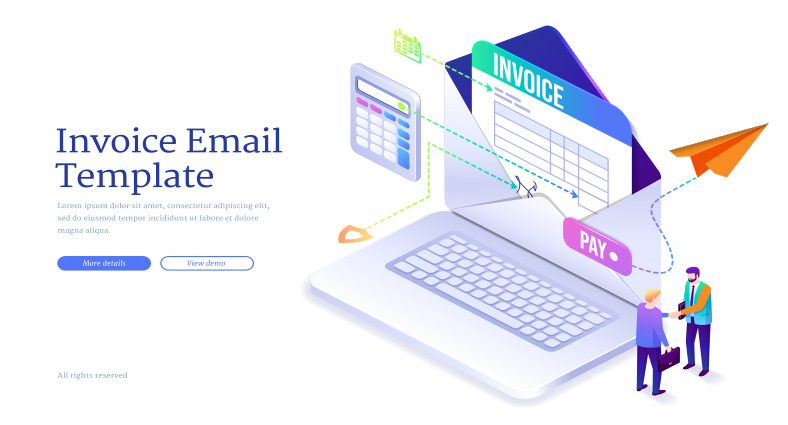 Invoice Email
Template
Lorem ipsum dolor sit amet, consectetur adipiscing elit,
sed do eiusmod tempor incididunt ut labore et dolore
magna aliqua.
More details
View demo
All rights reserved
INVOICE
PAY